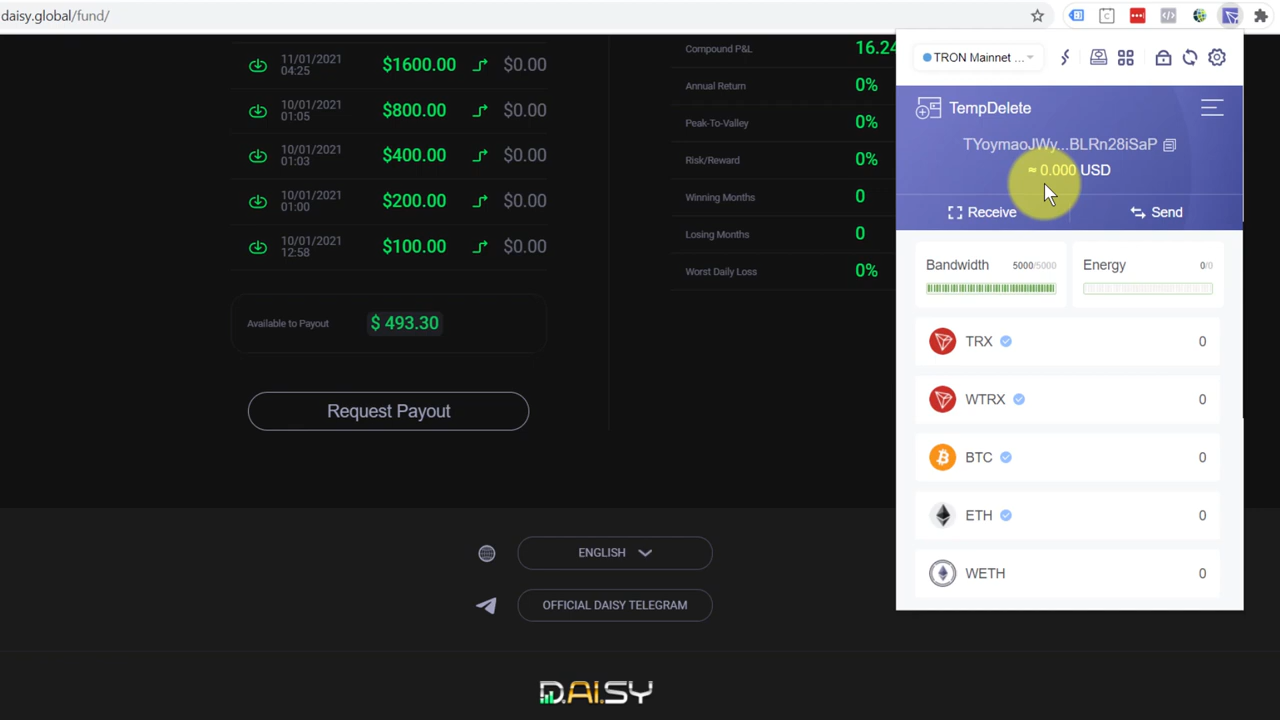 daisy.global/fund/
11/01/2021
04:25
$1600.00
$0.00
10/01/2021
01:05
$800.00
$0.00
10/01/2021
01:03
$400.00
$0.00
10/01/2021
01:00
$200.00
$0.00
10/01/2021
12:58
$100.00
$0.00
Available to Payout
$ 493.30
Request Payout
Compound P&L
16.24
Annual Return
0%
Peak-To-Valley
0%
Risk/Reward
0%
Winning Months
0
Losing Months
0
Worst Daily Loss
0%
TRON Mainnet ...
TempDelete
TYoymaoJWy...BLRn28iSaP
≈ 0.000 USD
Receive
Send
Bandwidth
5000/5000
Energy
0/0
TRX
0
WTRX
0
BTC
0
ETH
0
WETH
0
ENGLISH
OFFICIAL DAISY TELEGRAM
D.AI.SY